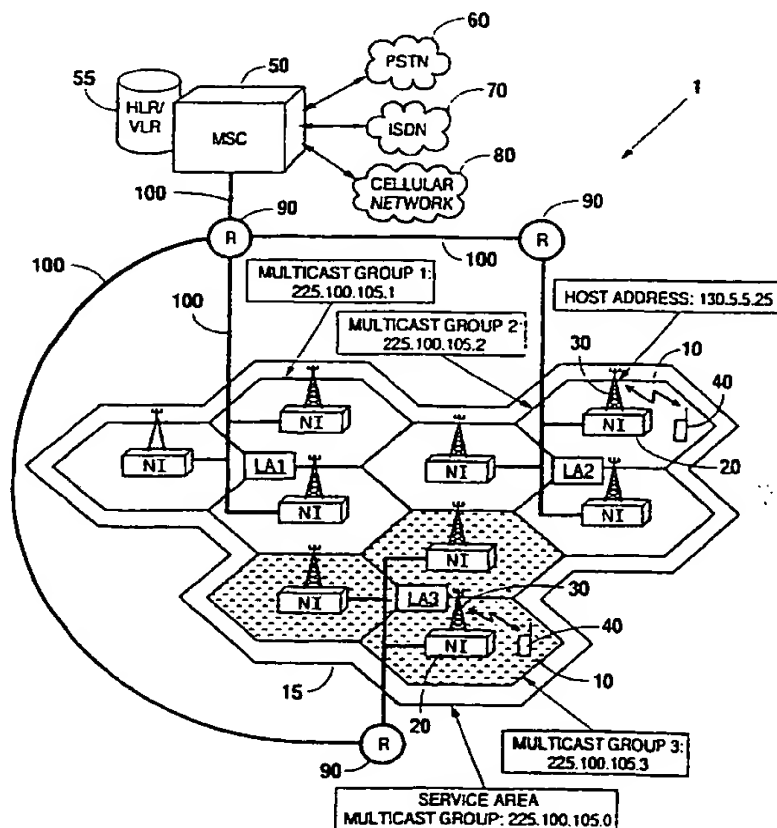 60
PSTN
50
55
HLR/
VLR
MSC
70
ISDN
1
80
CELLULAR
NETWORK
100
90
R
90
R
100
100
100
MULTICAST GROUP 1:
225.100.105.1
HOST ADDRESS: 130.5.5.25
MULTICAST GROUP 2:
225.100.105.2
30
10
40
NI
NI
20
NI
LA1
NI
LA2
NI
NI
NI
NI
LA3
30
40
NI
10
15
20
R
90
MULTICAST GROUP 3:
225.100.105.3
SERVICE AREA
MULTICAST GROUP: 225.100.105.0